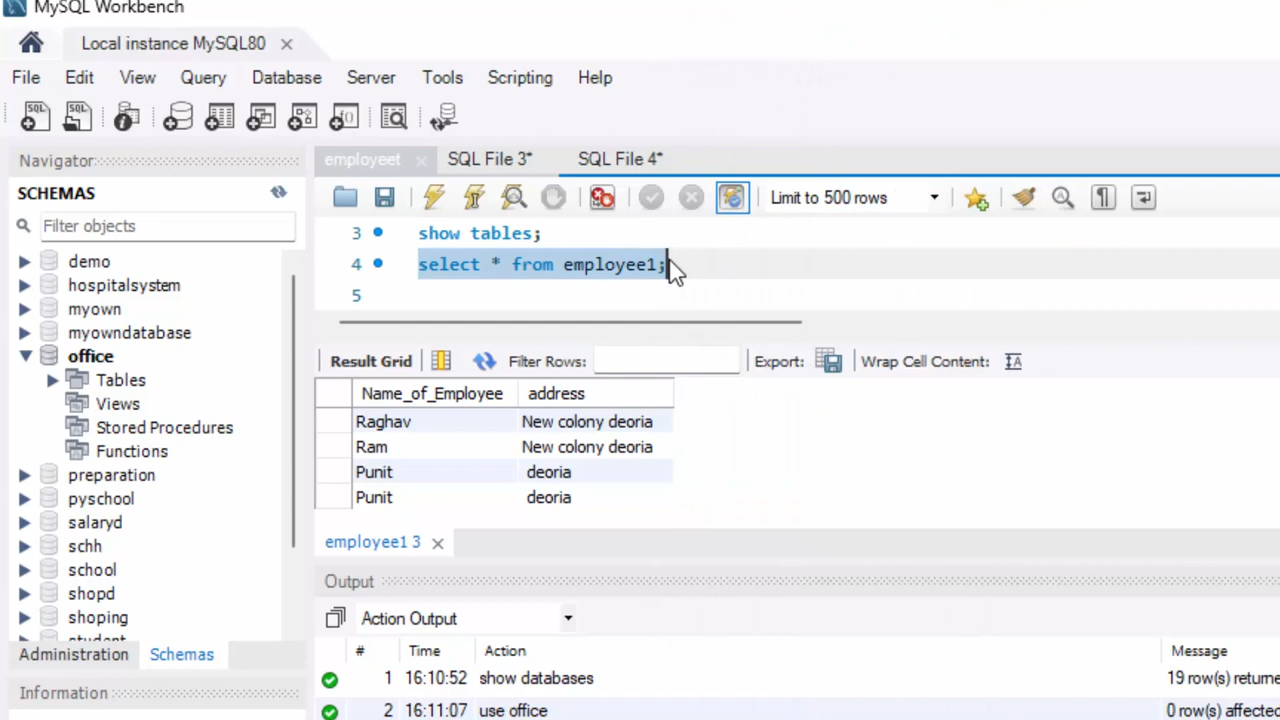 MySQL Workbench
Local instance MySQL80
File Edit View Query Database Server Tools Scripting Help
Navigator
employeet SQL File 3* SQL File 4*
SCHEMAS
Filter objects
demo
hospitalsystem
myown
myowndatabase
office
Tables
Views
Stored Procedures
Functions
preparation
pyschool
salaryd
schh
school
shopd
shoping
student
Administration Schemas
Information
Limit to 500 rows
3 show tables;
4 select * from employee1;
5
Result Grid Filter Rows: Export: Wrap Cell Content:
Name_of_Employee address
Raghav New colony deoria
Ram New colony deoria
Punit deoria
Punit deoria
employee1 3
Output
Action Output
# Time Action Message
1 16:10:52 show databases 19 row(s) returne
2 16:11:07 use office 0 row(s) affected